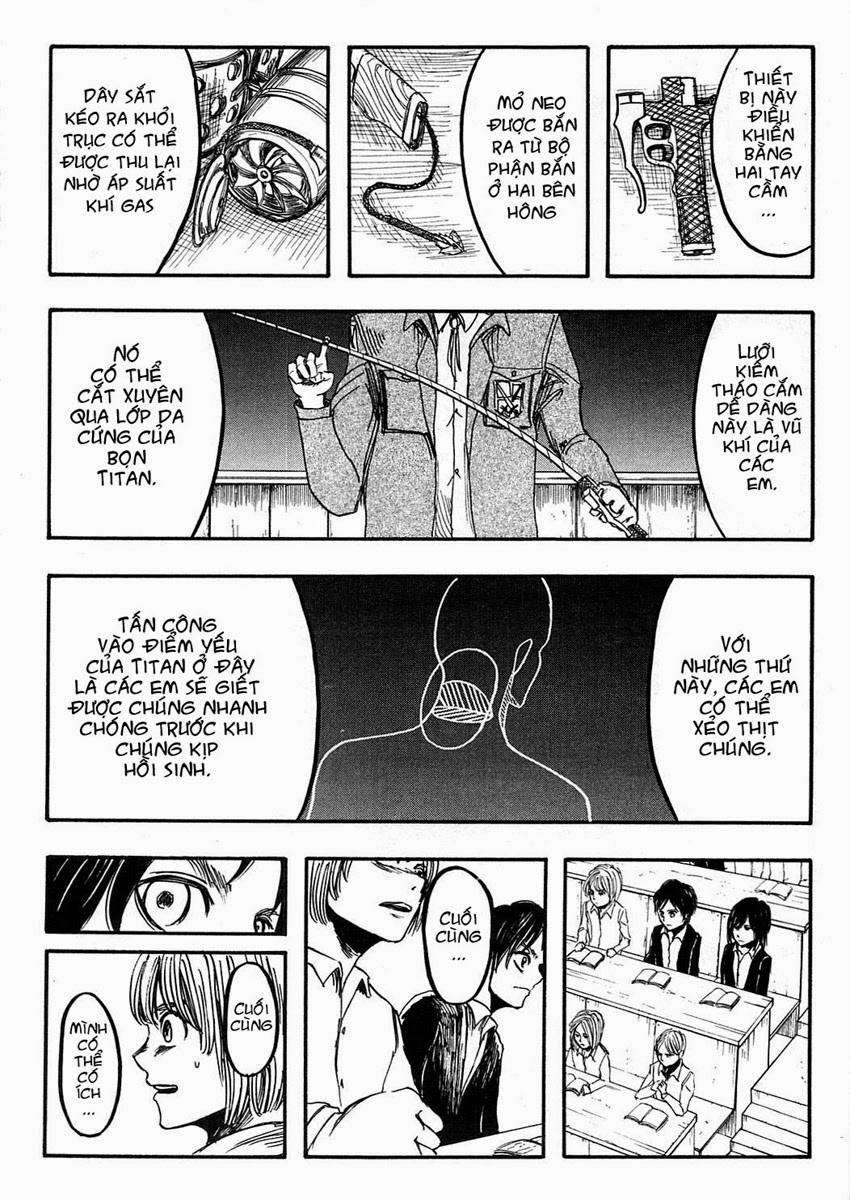 THIẾT
BỊ NÀY
ĐIỀU
KHIỂN
BẰNG
HAI TAY
CẦM
...
MỎ NEO
ĐƯỢC BẮN
RA TỪ BỘ
PHẬN BẮN
Ở HAI BÊN
HÔNG
DÂY SẮT
KÉO RA KHỎI
TRỤC CÓ THỂ
ĐƯỢC THU LẠI
NHỜ ÁP SUẤT
KHÍ GAS
LƯỠI
KIẾM
THÁO CẮM
DỄ DÀNG
NÀY LÀ VŨ
KHÍ CỦA
CÁC
EM.
NÓ
CÓ THỂ
CẮT XUYÊN
QUA LỚP DA
CỨNG CỦA
BỌN
TITAN.
VỚI
NHỮNG THỨ
NÀY, CÁC EM
CÓ THỂ
XẺO THỊT
CHÚNG.
TẤN CÔNG
VÀO ĐIỂM YẾU
CỦA TITAN Ở ĐÂY
LÀ CÁC EM SẼ GIẾT
ĐƯỢC CHÚNG NHANH
CHÓNG TRƯỚC KHI
CHÚNG KỊP
HỒI SINH.
CUỐI
CÙNG
...
CUỐI
CÙNG
MÌNH
CÓ
THỂ
CÓ
ÍCH
...